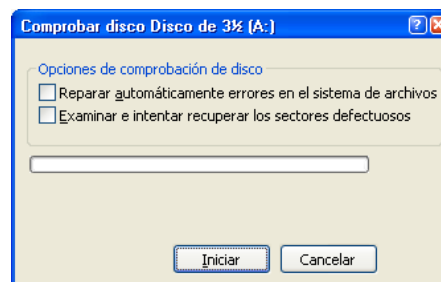 Comprobar disco Disco de 3½ (A:)
Opciones de comprobación de disco
Reparar automáticamente errores en el sistema de archivos
Examinar e intentar recuperar los sectores defectuosos
Iniciar
Cancelar